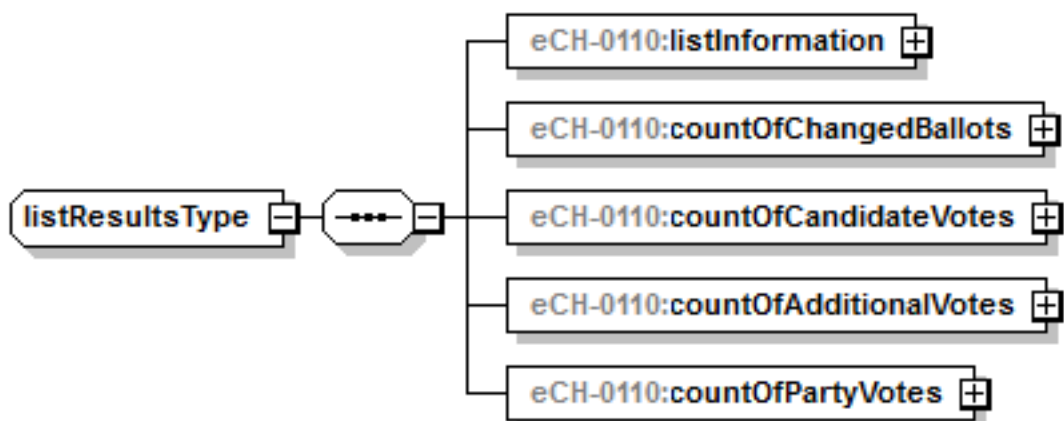 eCH-0110:listInformation
eCH-0110:countOfChangedBallots
listResultsType
eCH-0110:countOfCandidateVotes
eCH-0110:countOfAdditionalVotes
eCH-0110:countOfPartyVotes